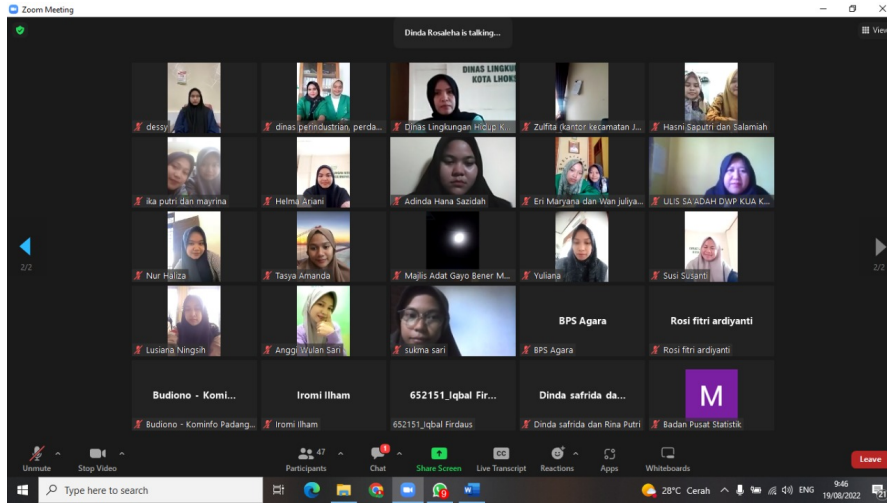 Zoom Meeting
Dinda Rosaleha is talking...
View
DINAS LINGKU
KOTA LHOKS
dessy
dinas perindustrian, perda...
Dinas Lingkungan Hidup K...
Zulfita (kantor kecamatan J...
Hasni Saputri dan Salamiah
ika putri dan mayrina
Helma Ariani
Adinda Hana Sazidah
Eri Maryana dan Wan juliya...
ULIS SA'ADAH DWP KUA K...
2/2
2/2
Nur Haliza
Tasya Amanda
Majlis Adat Gayo Bener M...
Yuliana
Susi Susanti
Lusiana Ningsih
Anggi Wulan Sari
sukma sari
BPS Agara
BPS Agara
Rosi fitri ardiyanti
Rosi fitri ardiyanti
Budiono - Komi...
Budiono - Kominfo Padang...
Iromi Ilham
Iromi Ilham
652151_Iqbal Fir...
652151_Iqbal Firdaus
Dinda safrida da...
Dinda safrida dan Rina Putri
M
Badan Pusat Statistik
Unmute
Stop Video
47
Participants
1
Chat
Share Screen
CC
Live Transcript
Reactions
Apps
Whiteboards
Leave
Type here to search
28°C Cerah
ENG
9:46
19/08/2022
21